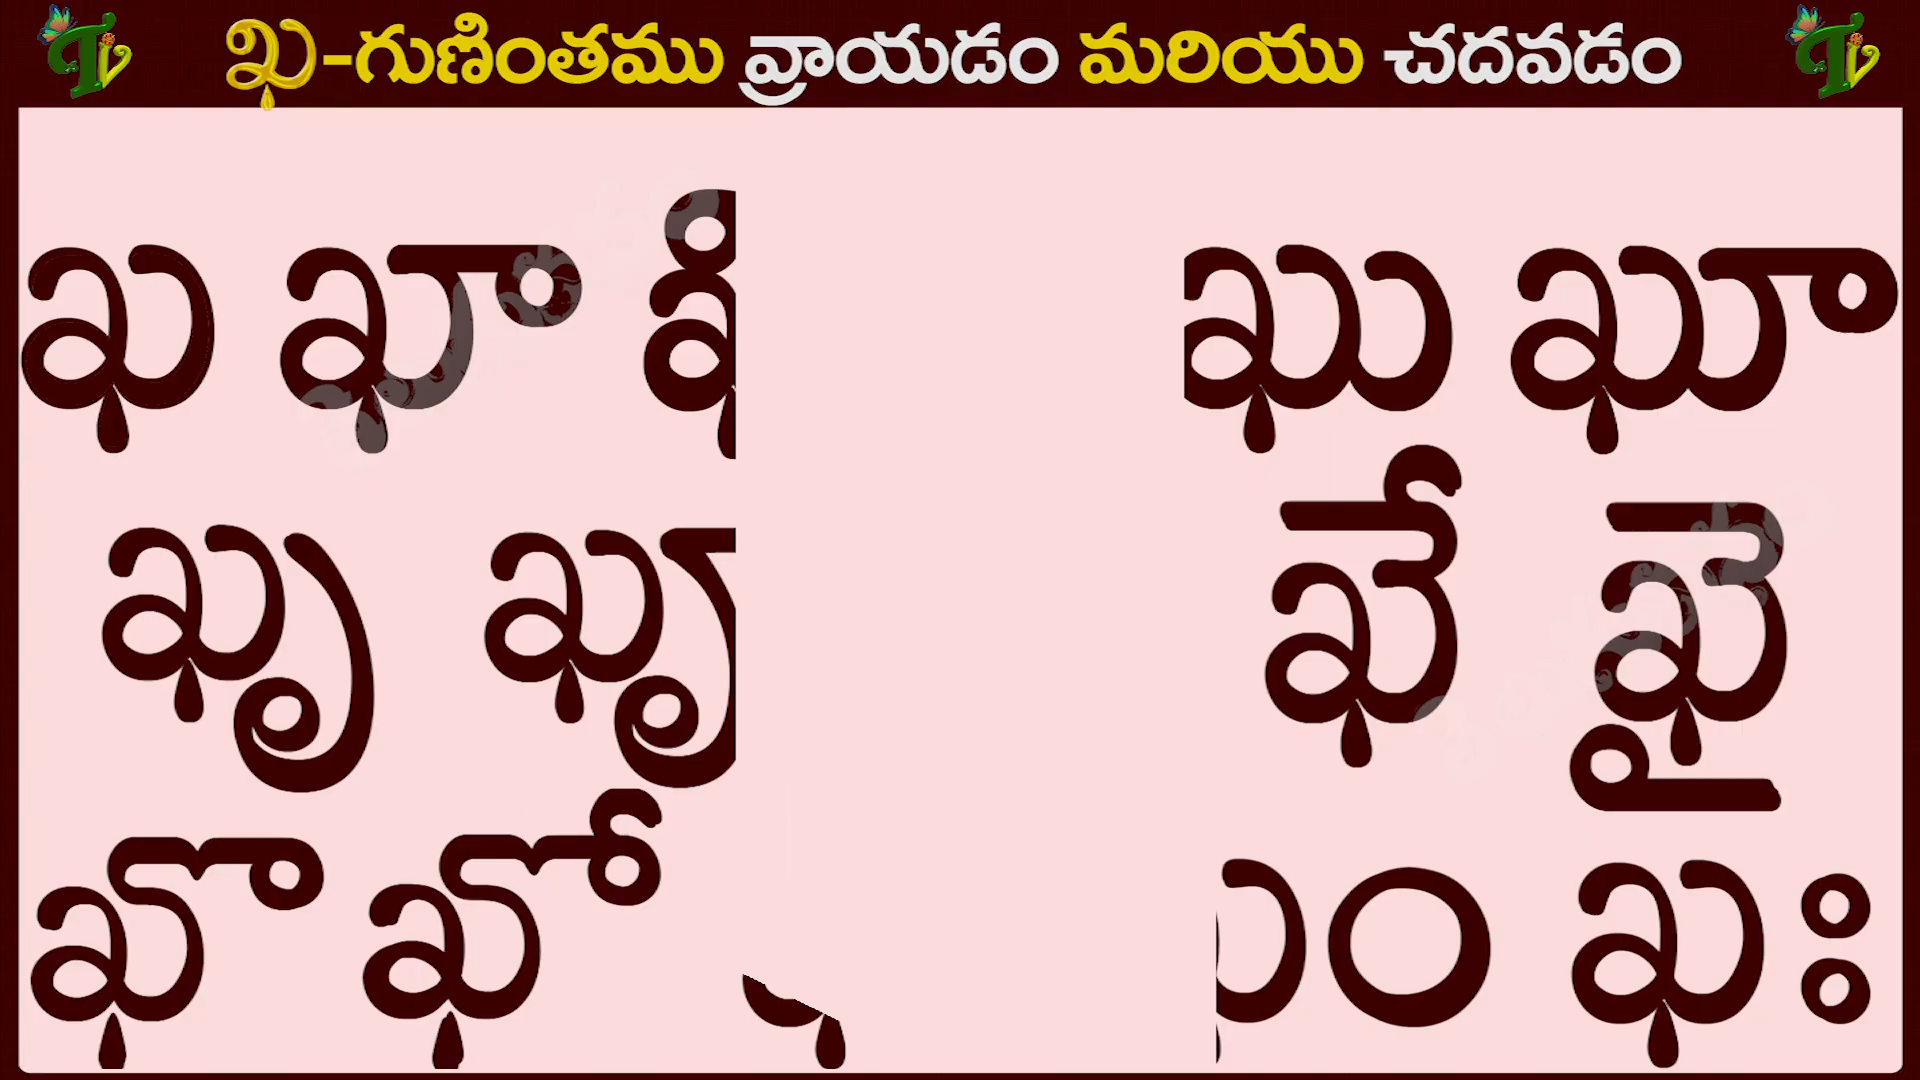 ఖ-గుణింతము వ్రాయడం మరియు చదవడం
ఖ ఖా ఖు ఖూ
ఖృ ఖౄ ఖే ఖై
ఖొ ఖో ఖః